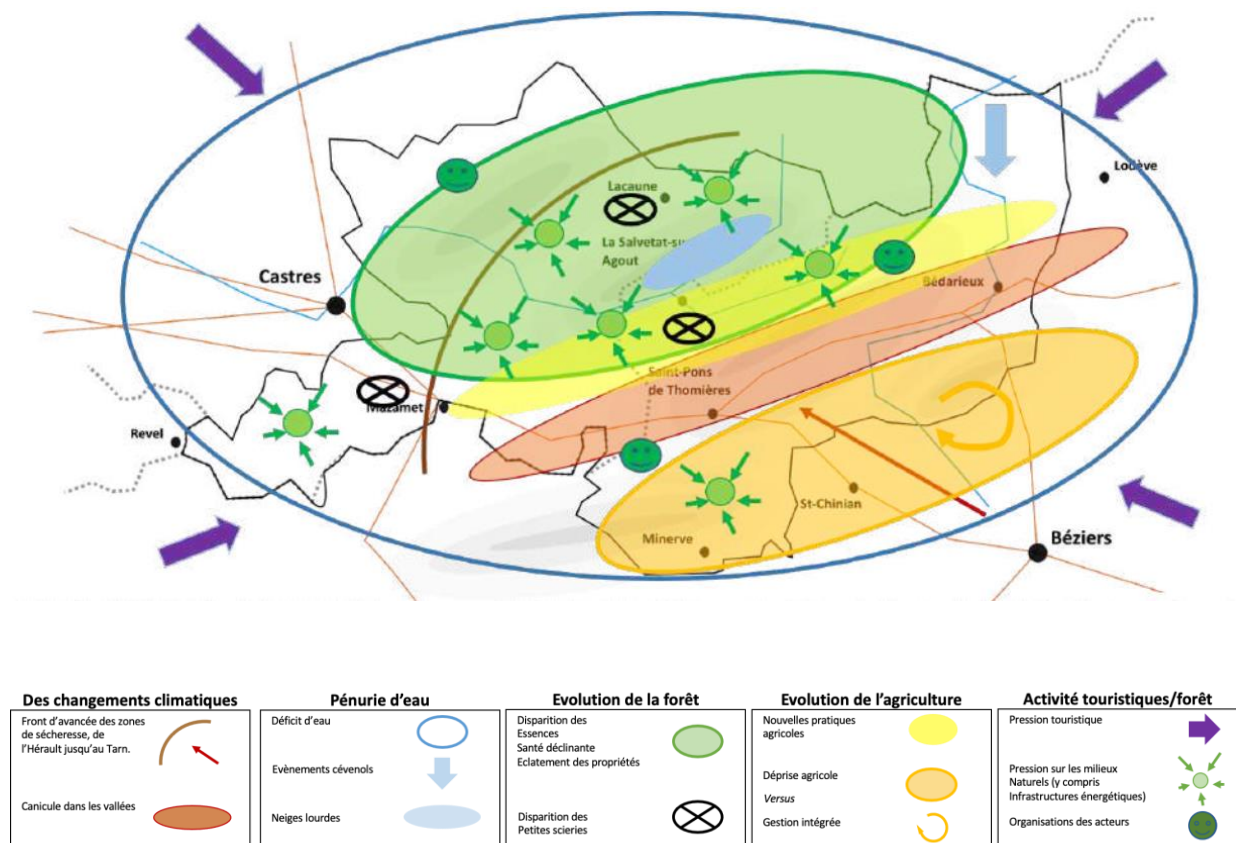 Lodève
Lacaune
La Salvetat-su
Agout
Castres
Bédarieux
Saint-Pons
de Thomières
Mazamet
Revel
St-Chinian
Minerve
Béziers
Des changements climatiques
Front d'avancée des zones
de sécheresse, de
l'Hérault jusqu'au Tarn.
Canicule dans les vallées
Pénurie d'eau
Déficit d'eau
Evènements cévenols
Neiges lourdes
Evolution de la forêt
Disparition des
Essences
Santé déclinante
Eclatement des propriétés
Disparition des
Petites scieries
Evolution de l'agriculture
Nouvelles pratiques
agricoles
Déprise agricole
Versus
Gestion intégrée
Activité touristiques/forêt
Pression touristique
Pression sur les milieux
Naturels (y compris
Infrastructures énergétiques)
Organisations des acteurs